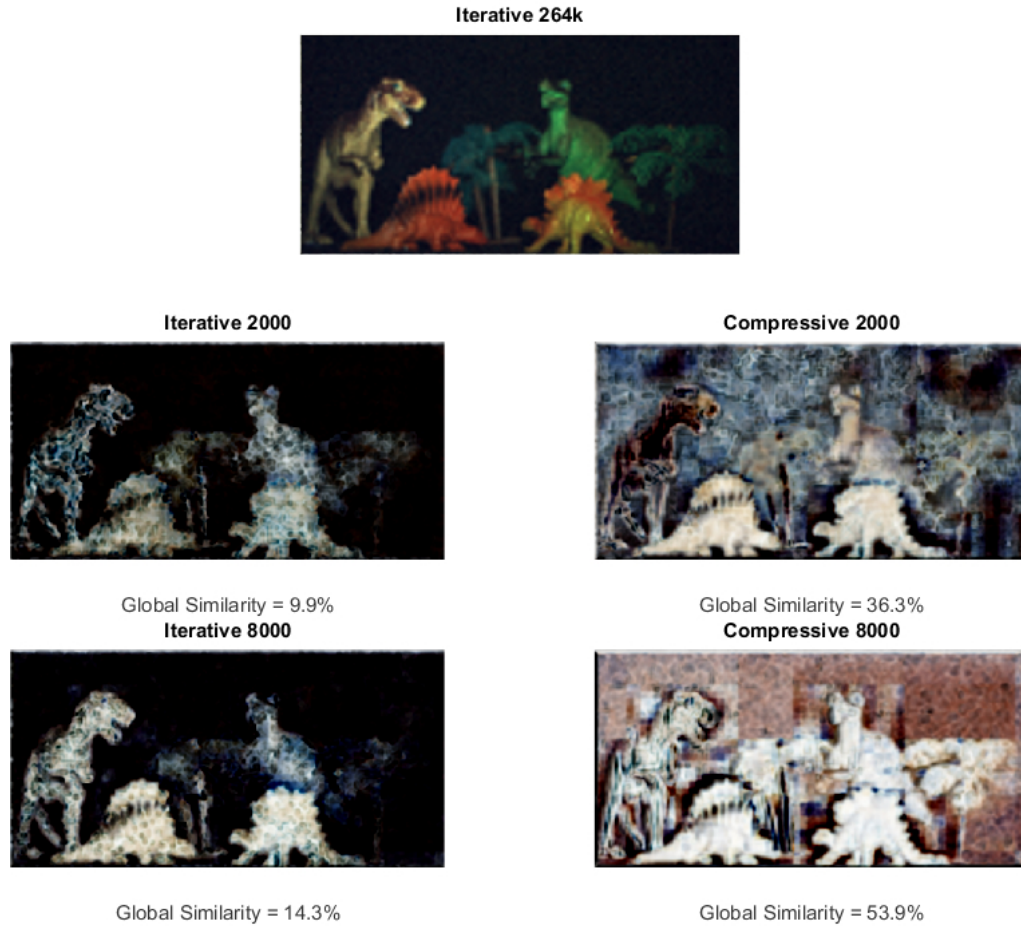 Iterative 264k
Iterative 2000
Compressive 2000
Global Similarity = 9.9%
Global Similarity = 36.3%
Iterative 8000
Compressive 8000
Global Similarity = 14.3%
Global Similarity = 53.9%